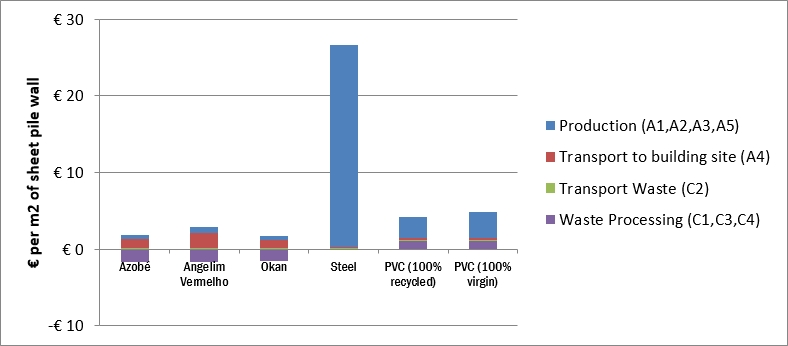 € per m2 of sheet pile wall
€ 30
€ 20
€ 10
€ 0
-€ 10
Azobé
Angelim
Vermelho
Okan
Steel
PVC (100%
recycled)
PVC (100%
virgin)
Production (A1,A2,A3,A5)
Transport to building site (A4)
Transport Waste (C2)
Waste Processing (C1,C3,C4)